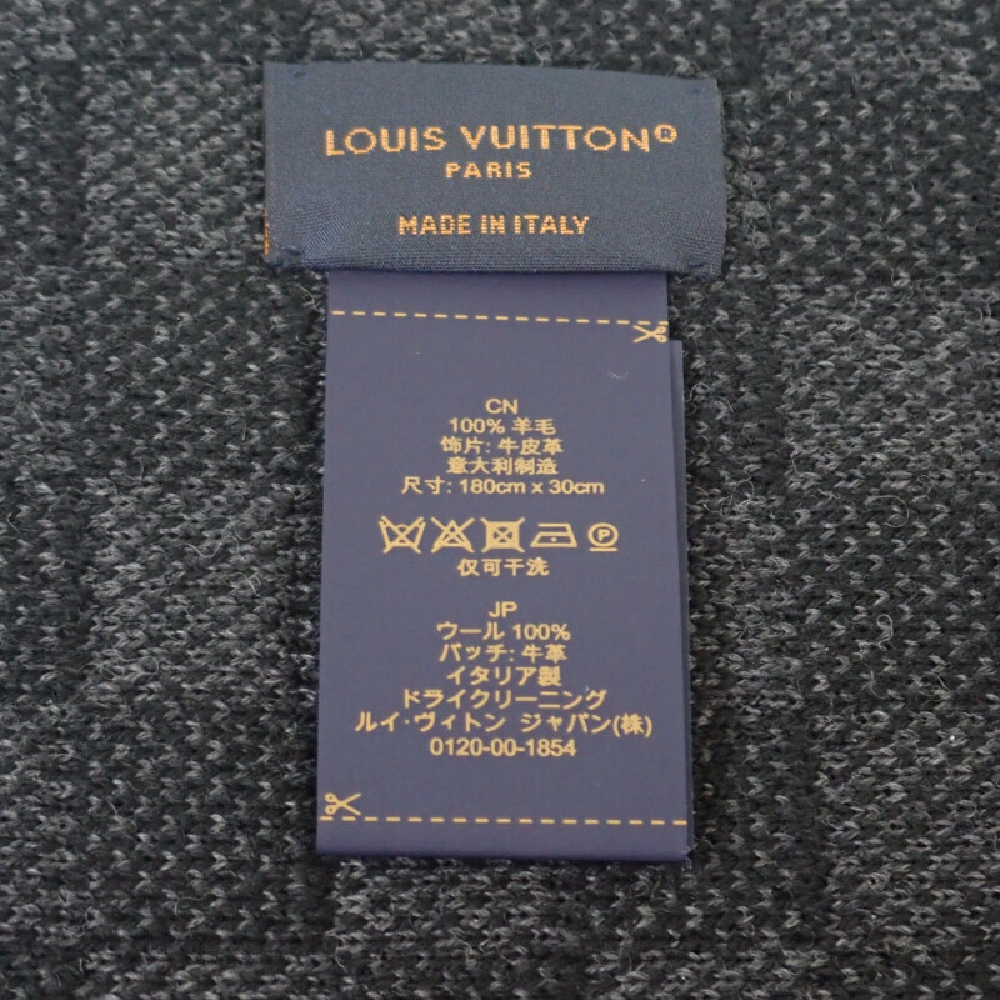 LOUIS VUITTON®
PARIS
MADE IN ITALY
CN
100% 羊毛
饰片: 牛皮革
意大利制造
尺寸: 180cm x 30cm
P
仅可干洗
JP
ウール 100%
パッチ: 牛革
イタリア製
ドライクリーニング
ルイ・ヴィトン ジャパン(株)
0120-00-1854